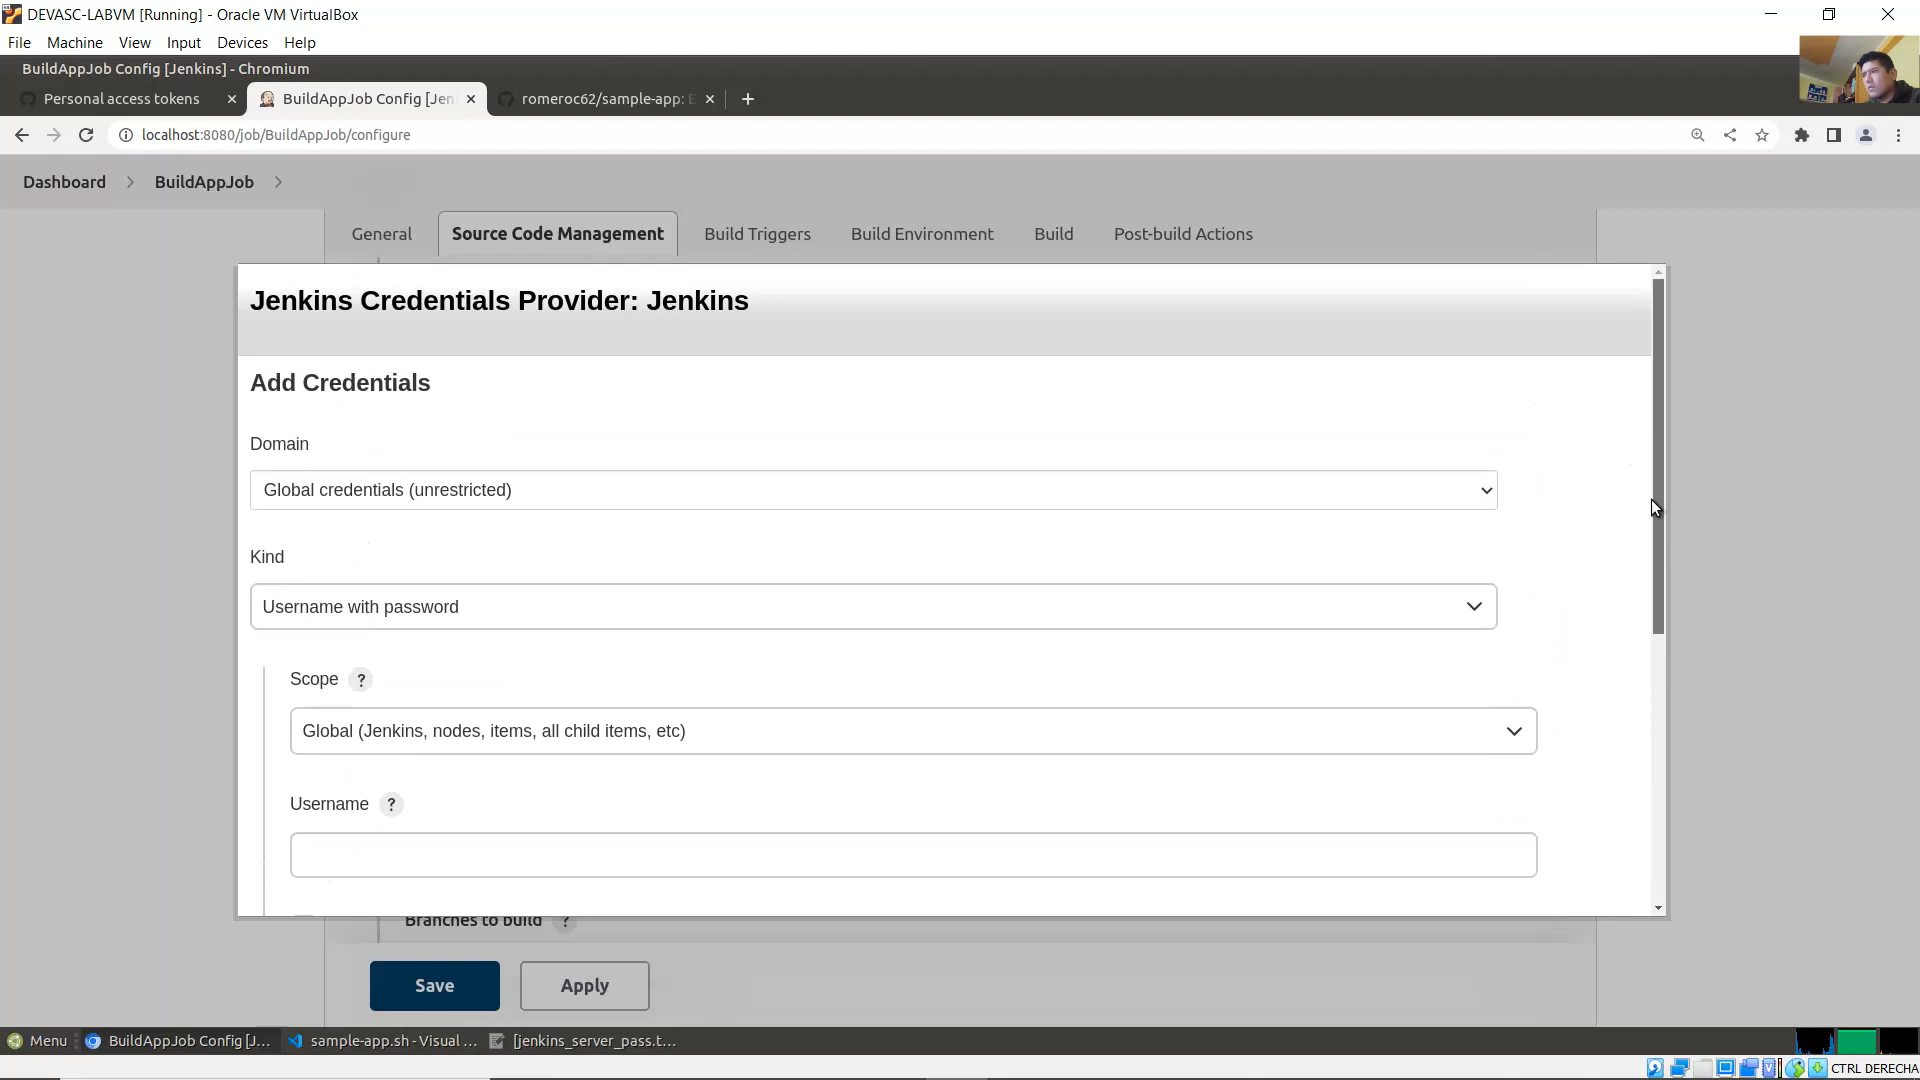 DEVASC-LABVM [Running] - Oracle VM VirtualBox
File Machine View Input Devices Help
BuildAppJob Config [Jenkins] - Chromium
Personal access tokens × BuildAppJob Config [Jen × romeroc62/sample-app: E × +
localhost:8080/job/BuildAppJob/configure
Dashboard BuildAppJob
General Source Code Management Build Triggers Build Environment Build Post-build Actions
Jenkins Credentials Provider: Jenkins
Add Credentials
Domain
Global credentials (unrestricted)
Kind
Username with password
Scope ?
Global (Jenkins, nodes, items, all child items, etc)
Username ?
Branches to build ?
Save Apply
Menu BuildAppJob Config [J... sample-app.sh - Visual ... [jenkins_server_pass.t...
CTRL DERECHA